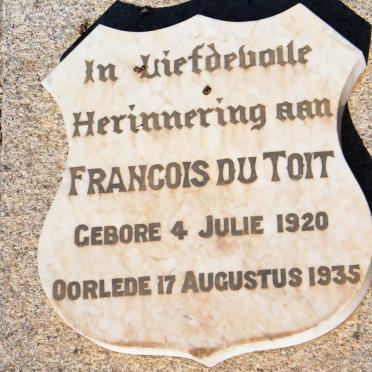 In Liefdevolle
Herinnering aan
FRANCOIS DU TOIT
GEBORE 4 JULIE 1920
OORLEDE 17 AUGUSTUS 1935